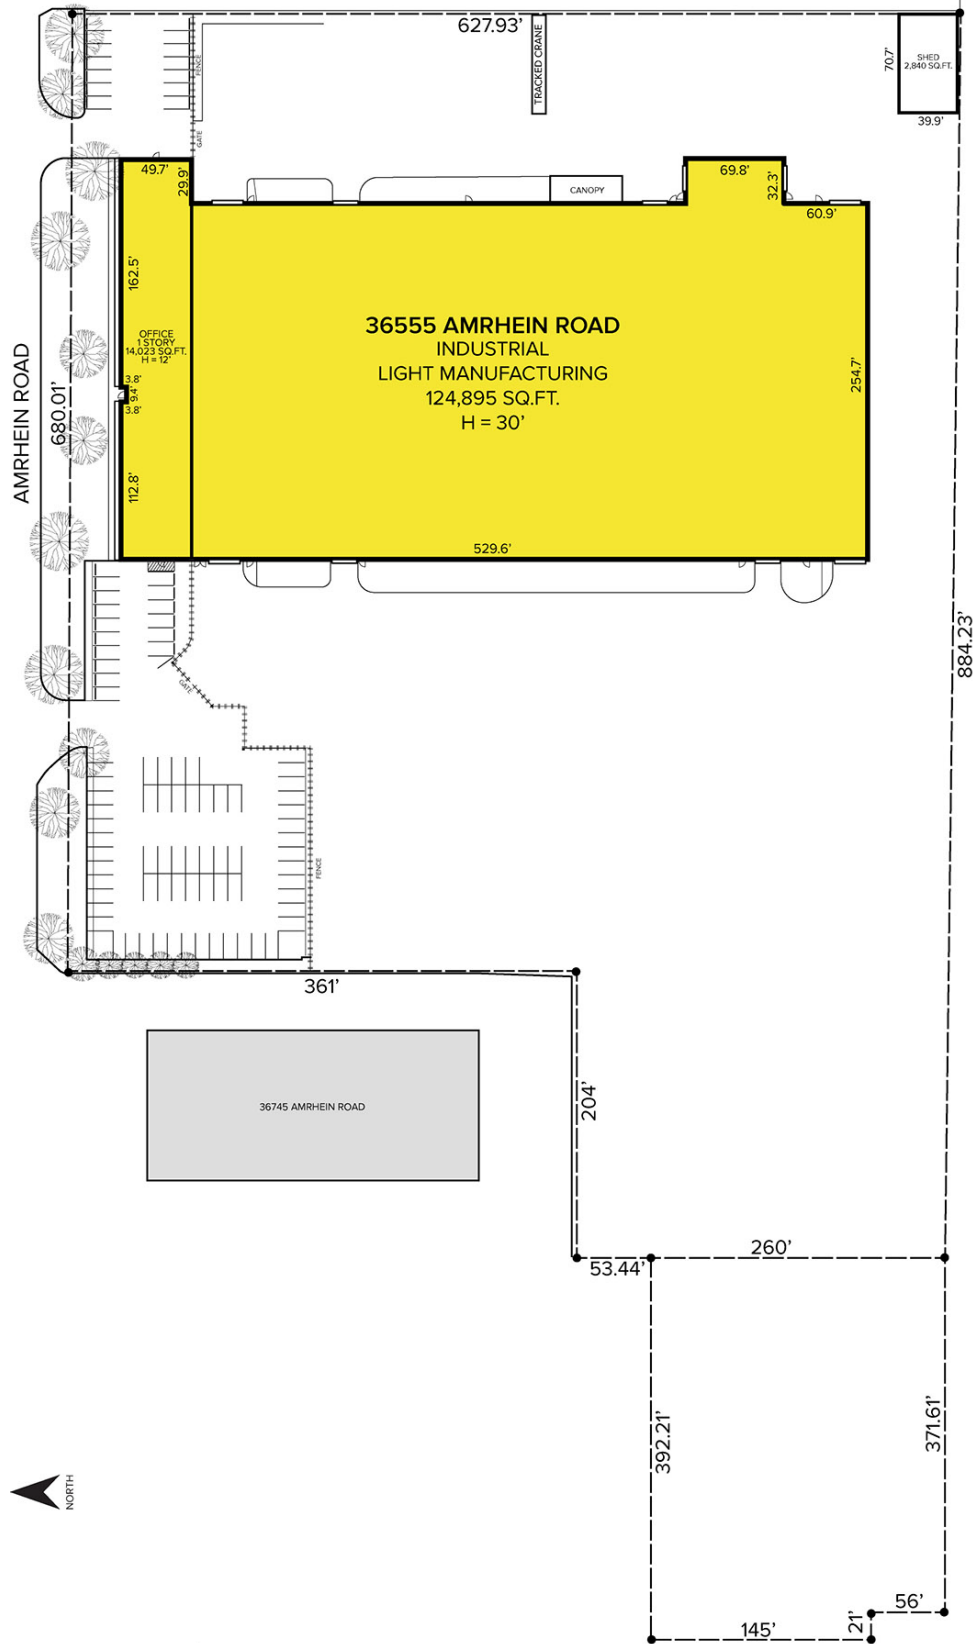 627.93'
TRACKED CRANE
70.7'
SHED
2,840 SQ.FT.
39.9'
FENCE
GATE
49.7'
29.9'
CANOPY
69.8'
32.3'
60.9'
162.5'
OFFICE
1 STORY
14,023 SQ.FT.
H = 12'
3.8'
9.4'
3.8'
112.8'
36555 AMRHEIN ROAD
INDUSTRIAL
LIGHT MANUFACTURING
124,895 SQ.FT.
H = 30'
254.7'
529.6'
AMRHEIN ROAD
680.01'
884.23'
GATE
FENCE
361'
36745 AMRHEIN ROAD
204'
53.44'
260'
392.21'
371.61'
NORTH
56'
21'
145'